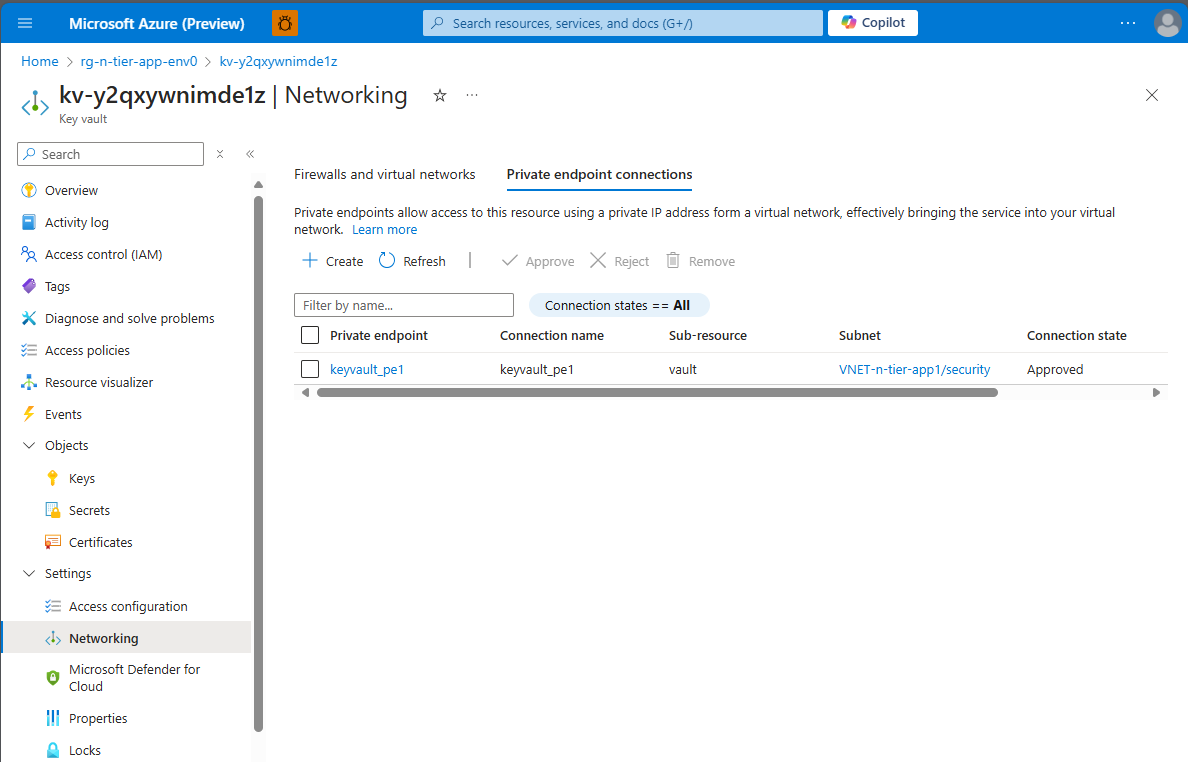 Microsoft Azure (Preview)
Search resources, services, and docs (G+/)
Copilot
Home > rg-n-tier-app-env0 > kv-y2qxywnimde1z
kv-y2qxywnimde1z | Networking
Key vault
Search
Overview
Activity log
Access control (IAM)
Tags
Diagnose and solve problems
Access policies
Resource visualizer
Events
Objects
Keys
Secrets
Certificates
Settings
Access configuration
Networking
Microsoft Defender for
Cloud
Properties
Locks
Firewalls and virtual networks Private endpoint connections
Private endpoints allow access to this resource using a private IP address form a virtual network, effectively bringing the service into your virtual
network. Learn more
Create Refresh Approve Reject Remove
Filter by name... Connection states == All
Private endpoint Connection name Sub-resource Subnet Connection state
keyvault_pe1 keyvault_pe1 vault VNET-n-tier-app1/security Approved